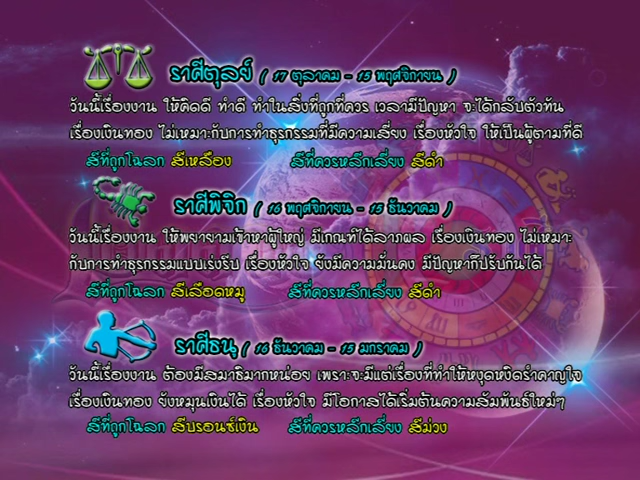 ราศีตุลย์ ( 17 ตุลาคม - 15 พฤศจิกายน )
วันนี้เรื่องงาน ให้คิดดี ทำดี ทำในสิ่งที่ถูกที่ควร เวลามีปัญหา จะได้กลับตัวทัน
เรื่องเงินทอง ไม่เหมาะกับการทำธุรกรรมที่มีความเสี่ยง เรื่องหัวใจ ให้เป็นผู้ตามที่ดี
สีที่ถูกโฉลก สีเหลือง สีที่ควรหลีกเลี่ยง สีดำ
ราศีพิจิก ( 16 พฤศจิกายน - 15 ธันวาคม )
วันนี้เรื่องงาน ให้พยายามเข้าหาผู้ใหญ่ มีเกณฑ์ได้ลาภผล เรื่องเงินทอง ไม่เหมาะ
กับการทำธุรกรรมแบบเร่งรีบ เรื่องหัวใจ ยังมีความมั่นคง มีปัญหาก็ปรับกันได้
สีที่ถูกโฉลก สีเลือดหมู สีที่ควรหลีกเลี่ยง สีดำ
ราศีธนู ( 16 ธันวาคม - 15 มกราคม )
วันนี้เรื่องงาน ต้องมีสมาธิมากหน่อย เพราะจะมีแต่เรื่องที่ทำให้หงุดหงิดรำคาญใจ
เรื่องเงินทอง ยังหมุนเงินได้ เรื่องหัวใจ มีโอกาสได้เริ่มต้นความสัมพันธ์ใหม่ๆ
สีที่ถูกโฉลก สีบรอนซ์เงิน สีที่ควรหลีกเลี่ยง สีม่วง